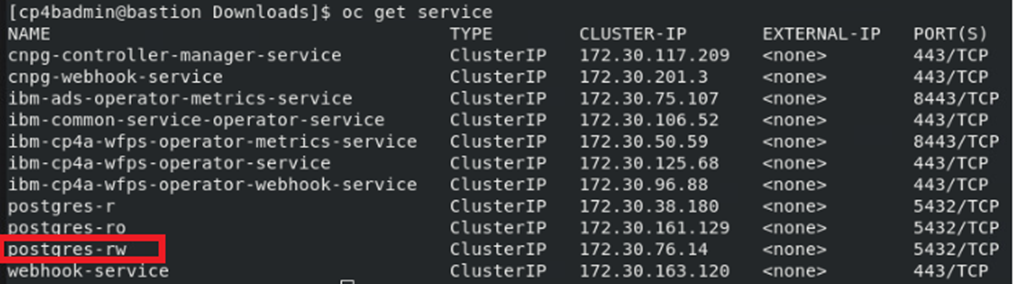 [cp4badmin@bastion Downloads]$ oc get service
NAME TYPE CLUSTER-IP EXTERNAL-IP PORT(S)
cnpg-controller-manager-service ClusterIP 172.30.117.209 <none> 443/TCP
cnpg-webhook-service ClusterIP 172.30.201.3 <none> 443/TCP
ibm-ads-operator-metrics-service ClusterIP 172.30.75.107 <none> 8443/TCP
ibm-common-service-operator-service ClusterIP 172.30.106.52 <none> 443/TCP
ibm-cp4a-wfps-operator-metrics-service ClusterIP 172.30.50.59 <none> 8443/TCP
ibm-cp4a-wfps-operator-service ClusterIP 172.30.125.68 <none> 443/TCP
ibm-cp4a-wfps-operator-webhook-service ClusterIP 172.30.96.88 <none> 443/TCP
postgres-r ClusterIP 172.30.38.180 <none> 5432/TCP
postgres-ro ClusterIP 172.30.161.129 <none> 5432/TCP
postgres-rw ClusterIP 172.30.76.14 <none> 5432/TCP
webhook-service ClusterIP 172.30.163.120 <none> 443/TCP